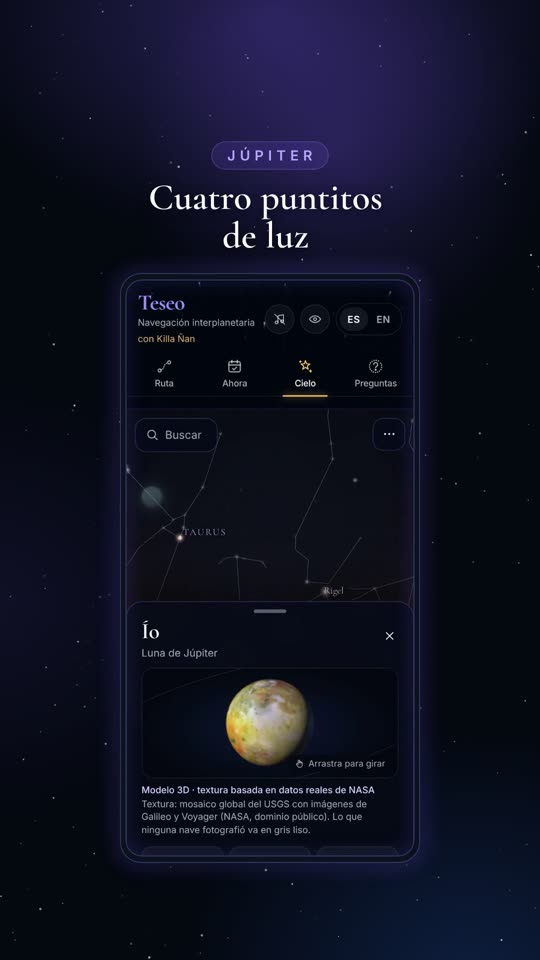 JÚPITER
Cuatro puntitos
de luz
Teseo
Navegación interplanetaria
con Killa Ñan
ES EN
Ruta Ahora Cielo Preguntas
Buscar
TAURUS
Rigel
Ío
Luna de Júpiter
Arrastra para girar
Modelo 3D · textura basada en datos reales de NASA
Textura: mosaico global del USGS con imágenes de
Galileo y Voyager (NASA, dominio público). Lo que
ninguna nave fotografió va en gris liso.